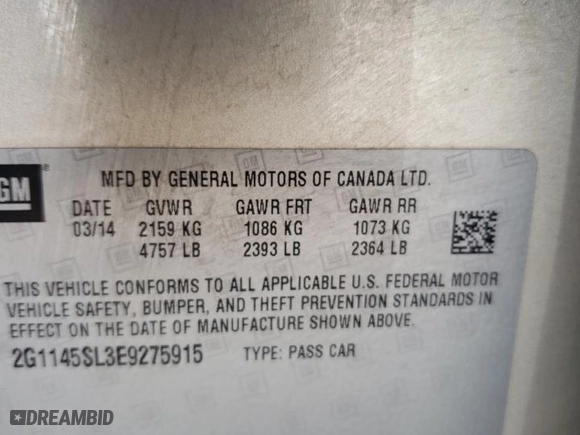 GM
®
MFD BY GENERAL MOTORS OF CANADA LTD.
DATE GVWR GAWR FRT GAWR RR
03/14 2159 KG 1086 KG 1073 KG
4757 LB 2393 LB 2364 LB
THIS VEHICLE CONFORMS TO ALL APPLICABLE U.S. FEDERAL MOTOR
VEHICLE SAFETY, BUMPER, AND THEFT PREVENTION STANDARDS IN
EFFECT ON THE DATE OF MANUFACTURE SHOWN ABOVE.
2G1145SL3E9275915 TYPE: PASS CAR
DREAMBID